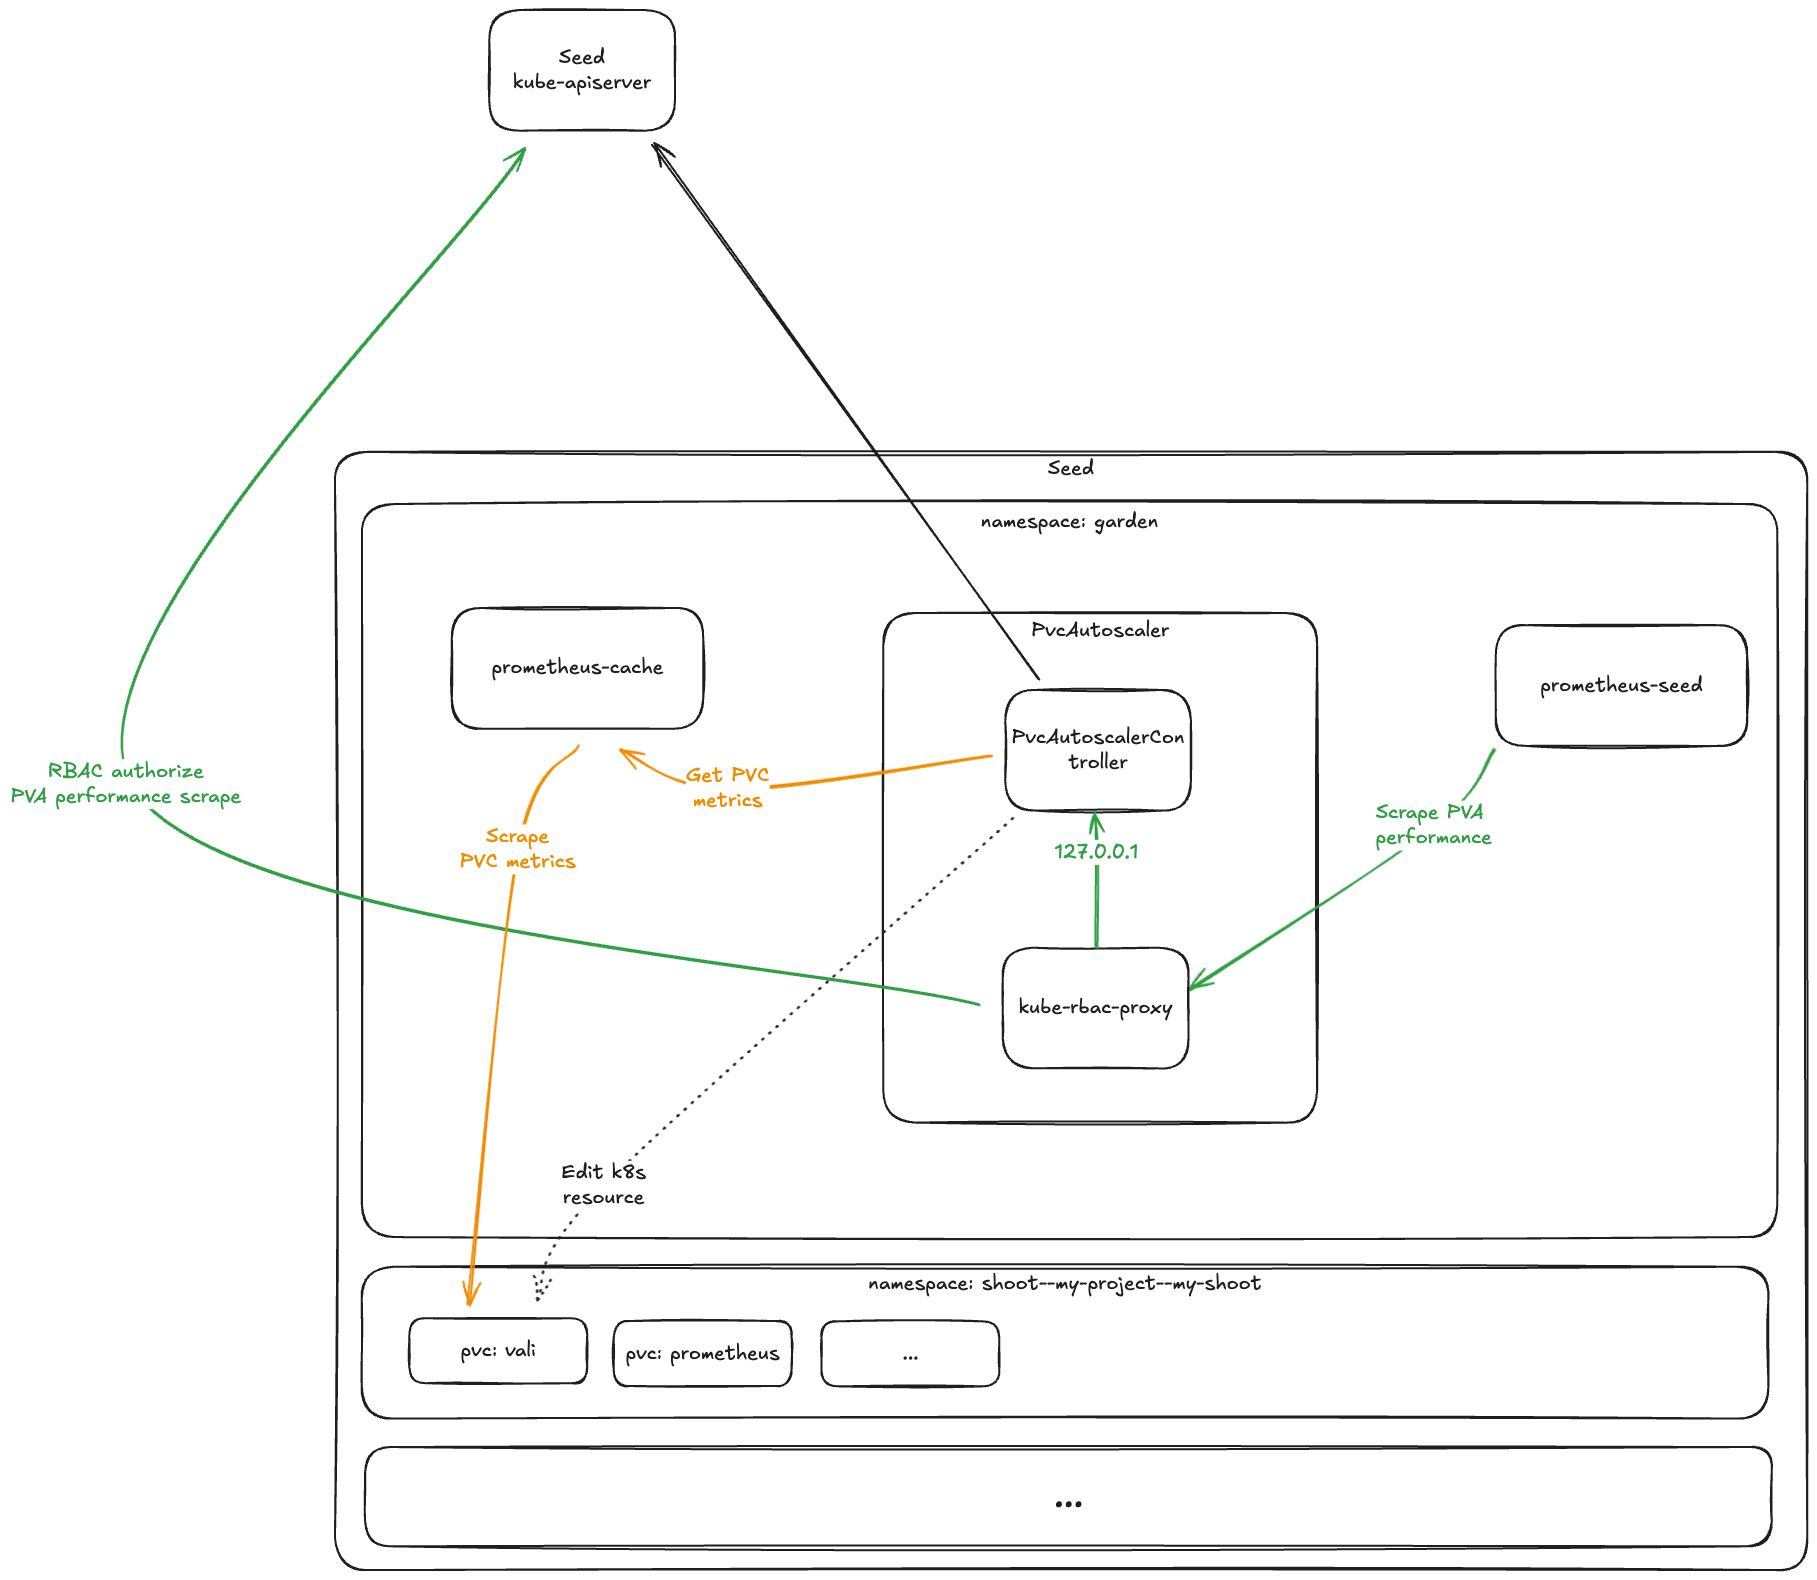 Seed
kube-apiserver
Seed
namespace: garden
PvcAutoscaler
prometheus-cache
prometheus-seed
PvcAutoscalerCon
troller
Get PVC
metrics
RBAC authorize
PVA performance scrape
Scrape PVA
performance
Scrape
PVC metrics
127.0.0.1
kube-rbac-proxy
Edit k8s
resource
namespace: shoot--my-project--my-shoot
pvc: vali
pvc: prometheus
...
...